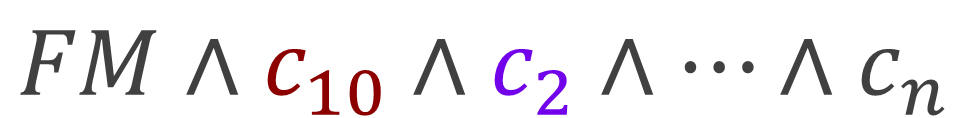 FM ∧ c₁₀ ∧ c₂ ∧ ⋯ ∧ cₙ